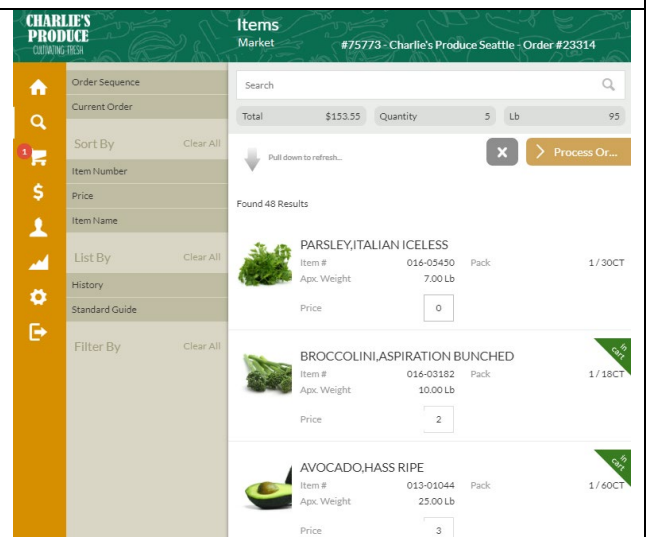 CHARLIE'S
PRODUCE
CULTIVATING FRESH
Items
Market
#75773 - Charlie's Produce Seattle - Order #23314
Order Sequence
Current Order
Sort By Clear All
Item Number
Price
Item Name
List By Clear All
History
Standard Guide
Filter By Clear All
1
Search
Total $153.55 Quantity 5 Lb 95
Pull down to refresh...
X
Process Or...
Found 48 Results
PARSLEY,ITALIAN ICELESS
Item # 016-05450 Pack 1 / 30CT
Apx. Weight 7.00 Lb
Price 0
BROCCOLINI,ASPIRATION BUNCHED
in cart
Item # 016-03182 Pack 1 / 18CT
Apx. Weight 10.00 Lb
Price 2
AVOCADO,HASS RIPE
in cart
Item # 013-01044 Pack 1 / 60CT
Apx. Weight 25.00 Lb
Price 3